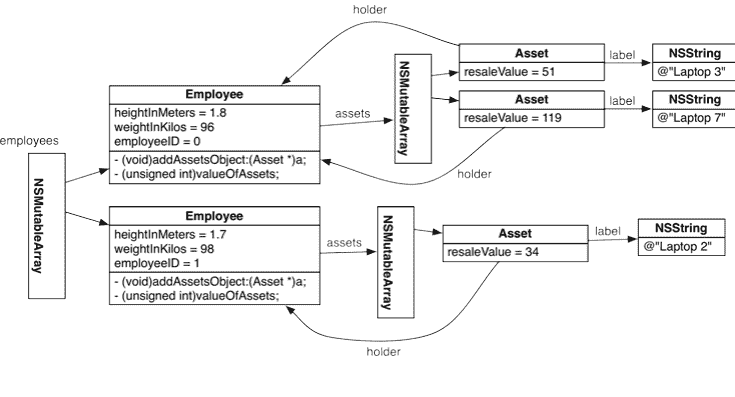 holder
Asset
resaleValue = 51
label
NSString
@"Laptop 3"
NSMutableArray
Employee
heightInMeters = 1.8
weightInKilos = 96
employeeID = 0
- (void)addAssetsObject:(Asset *)a;
- (unsigned int)valueOfAssets;
assets
Asset
resaleValue = 119
label
NSString
@"Laptop 7"
holder
employees
NSMutableArray
Employee
heightInMeters = 1.7
weightInKilos = 98
employeeID = 1
- (void)addAssetsObject:(Asset *)a;
- (unsigned int)valueOfAssets;
assets
NSMutableArray
Asset
resaleValue = 34
label
NSString
@"Laptop 2"
holder